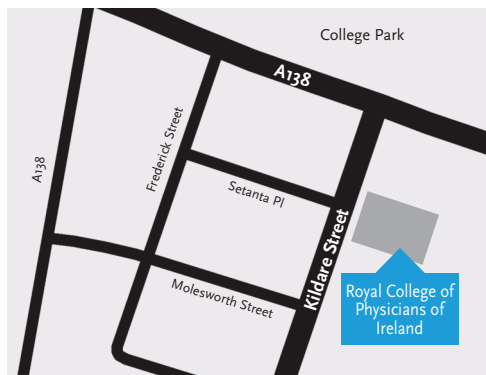 College Park
A138
A138
Frederick Street
Setanta Pl
Kildare Street
Molesworth Street
Royal College of
Physicians of
Ireland